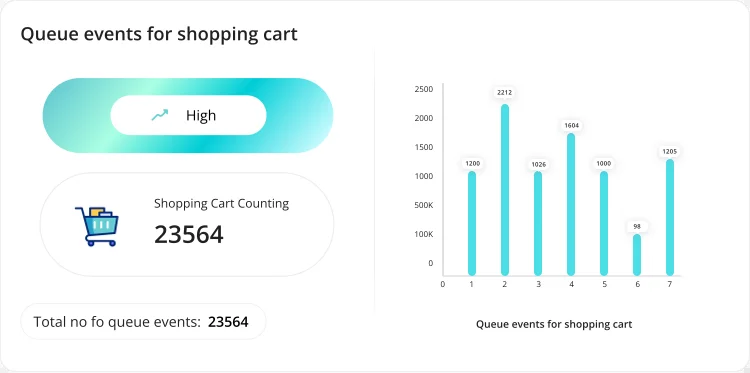 Queue events for shopping cart
High
Shopping Cart Counting
23564
Total no fo queue events: 23564
2500
2000
1500
1000
500K
100K
0
1200
2212
1026
1604
1000
98
1205
0 1 2 3 4 5 6 7
Queue events for shopping cart